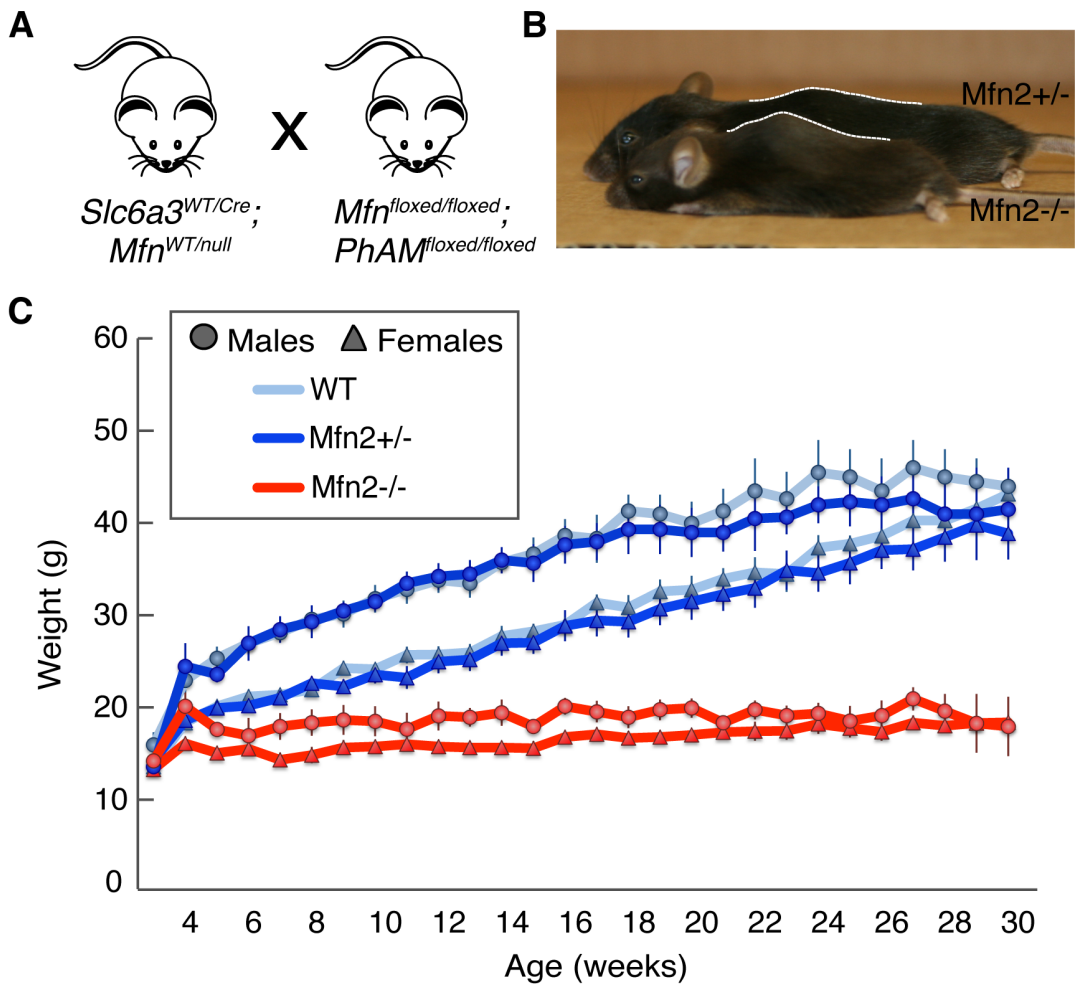 A
B
X
Slc6a3WT/Cre;
MfnWT/null
Mfnfloxed/floxed;
PhAMfloxed/floxed
Mfn2+/-
Mfn2-/-
C
Males Females
WT
Mfn2+/-
Mfn2-/-
Weight (g)
60
50
40
30
20
10
0
4 6 8 10 12 14 16 18 20 22 24 26 28 30
Age (weeks)